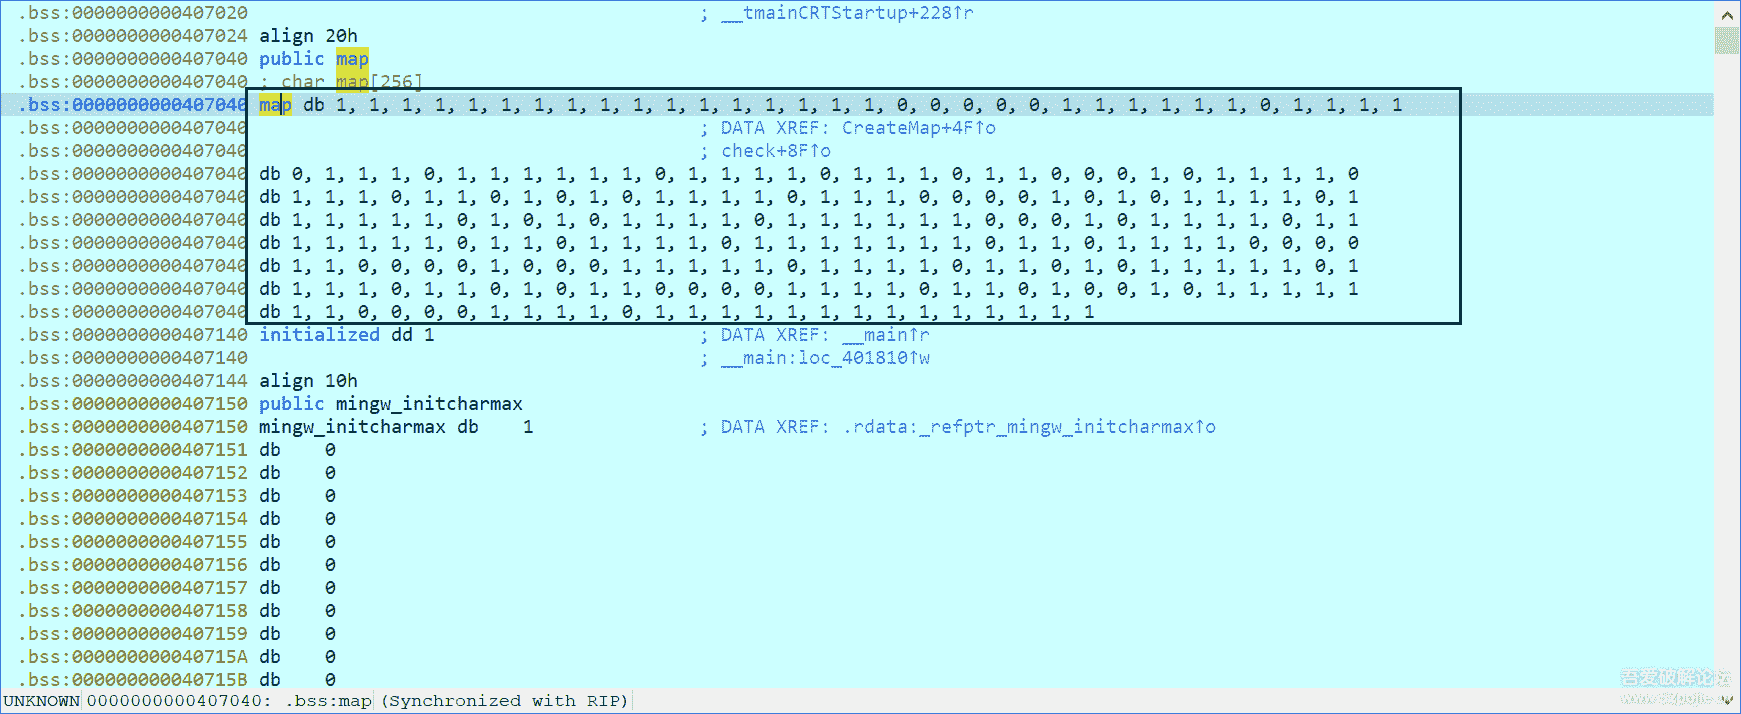 .bss:0000000000407020 ; __tmainCRTStartup+228↑r
.bss:0000000000407024 align 20h
.bss:0000000000407040 public map
.bss:0000000000407040 ; char map[256]
.bss:0000000000407040 map db 1, 1, 1, 1, 1, 1, 1, 1, 1, 1, 1, 1, 1, 1, 1, 1, 1, 0, 0, 0, 0, 0, 1, 1, 1, 1, 1, 1, 0, 1, 1, 1, 1
.bss:0000000000407040 ; DATA XREF: CreateMap+4F↑o
.bss:0000000000407040 ; check+8F↑o
.bss:0000000000407040 db 0, 1, 1, 1, 0, 1, 1, 1, 1, 1, 1, 0, 1, 1, 1, 1, 0, 1, 1, 1, 0, 1, 1, 0, 0, 0, 1, 0, 1, 1, 1, 1, 0
.bss:0000000000407040 db 1, 1, 1, 0, 1, 1, 0, 1, 0, 1, 0, 1, 1, 1, 1, 0, 1, 1, 1, 0, 0, 0, 0, 1, 0, 1, 0, 1, 1, 1, 1, 0, 1
.bss:0000000000407040 db 1, 1, 1, 1, 1, 0, 1, 0, 1, 0, 1, 1, 1, 1, 0, 1, 1, 1, 1, 1, 1, 0, 0, 0, 1, 0, 1, 1, 1, 1, 0, 1, 1
.bss:0000000000407040 db 1, 1, 1, 1, 1, 0, 1, 1, 0, 1, 1, 1, 1, 0, 1, 1, 1, 1, 1, 1, 1, 0, 1, 1, 0, 1, 1, 1, 1, 0, 0, 0, 0
.bss:0000000000407040 db 1, 1, 0, 0, 0, 0, 1, 0, 0, 0, 1, 1, 1, 1, 1, 0, 1, 1, 1, 1, 0, 1, 1, 0, 1, 0, 1, 1, 1, 1, 1, 0, 1
.bss:0000000000407040 db 1, 1, 1, 0, 1, 1, 0, 1, 0, 1, 1, 0, 0, 0, 0, 1, 1, 1, 1, 0, 1, 1, 0, 1, 0, 0, 1, 0, 1, 1, 1, 1, 1
.bss:0000000000407040 db 1, 1, 0, 0, 0, 0, 1, 1, 1, 1, 0, 1, 1, 1, 1, 1, 1, 1, 1, 1, 1, 1, 1, 1, 1
.bss:0000000000407140 initialized dd 1 ; DATA XREF: __main↑r
.bss:0000000000407140 ; __main:loc_401810↑w
.bss:0000000000407144 align 10h
.bss:0000000000407150 public mingw_initcharmax
.bss:0000000000407150 mingw_initcharmax db 1 ; DATA XREF: .rdata:_refptr_mingw_initcharmax↑o
.bss:0000000000407151 db 0
.bss:0000000000407152 db 0
.bss:0000000000407153 db 0
.bss:0000000000407154 db 0
.bss:0000000000407155 db 0
.bss:0000000000407156 db 0
.bss:0000000000407157 db 0
.bss:0000000000407158 db 0
.bss:0000000000407159 db 0
.bss:000000000040715A db 0
.bss:000000000040715B db 0
吾爱破解论坛
UNKNOWN 0000000000407040: .bss:map (Synchronized with RIP)